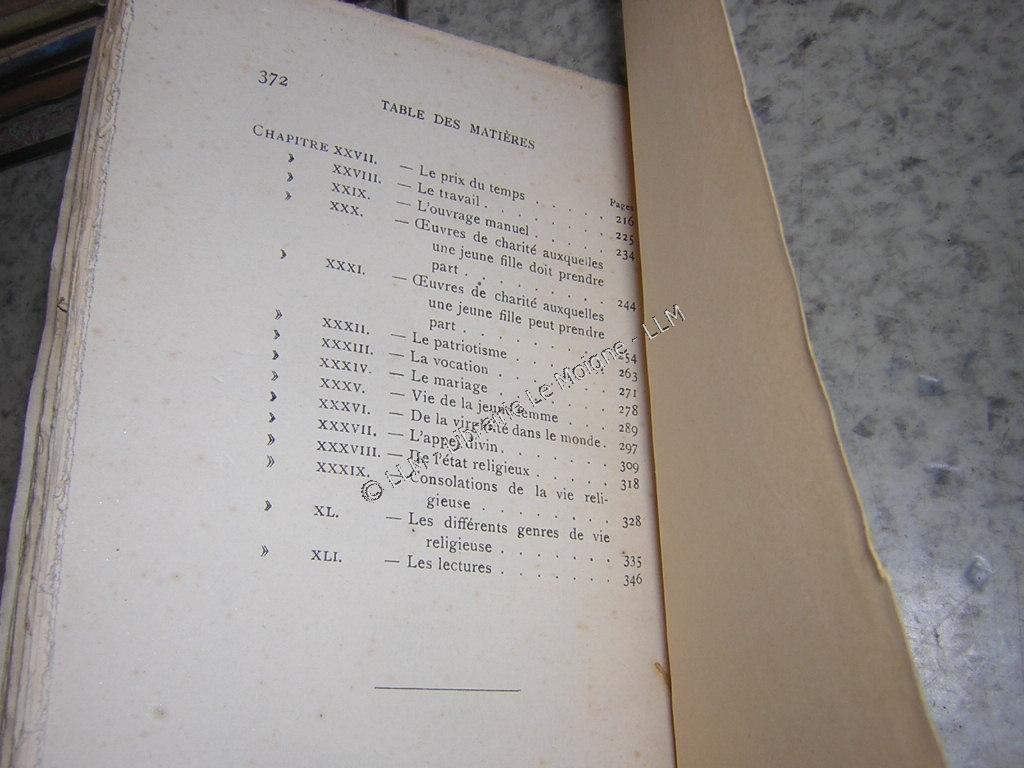 372
TABLE DES MATIÈRES
Pages
CHAPITRE XXVII. — Le prix du temps . . . . . 216
» XXVIII. — Le travail . . . . . . . 225
» XXIX. — L'ouvrage manuel . . . . . 234
» XXX. — Œuvres de charité auxquelles
une jeune fille doit prendre
part . . . . . . . . 244
» XXXI. — Œuvres de charité auxquelles
une jeune fille peut prendre
part . . . . . . . . 254
» XXXII. — Le patriotisme . . . . . . 263
» XXXIII. — La vocation . . . . . . . 271
» XXXIV. — Le mariage . . . . . . . 278
» XXXV. — Vie de la jeune femme . . . . 289
» XXXVI. — De la virginité dans le monde. 297
» XXXVII. — L'appel divin . . . . . . . 309
» XXXVIII. — De l'état religieux . . . . . 318
» XXXIX. — Consolations de la vie reli-
gieuse . . . . . . . . 328
» XL. — Les différents genres de vie
religieuse . . . . . . . 335
» XLI. — Les lectures . . . . . . . 346
© LLM - Librairie Le Moigne - LLM